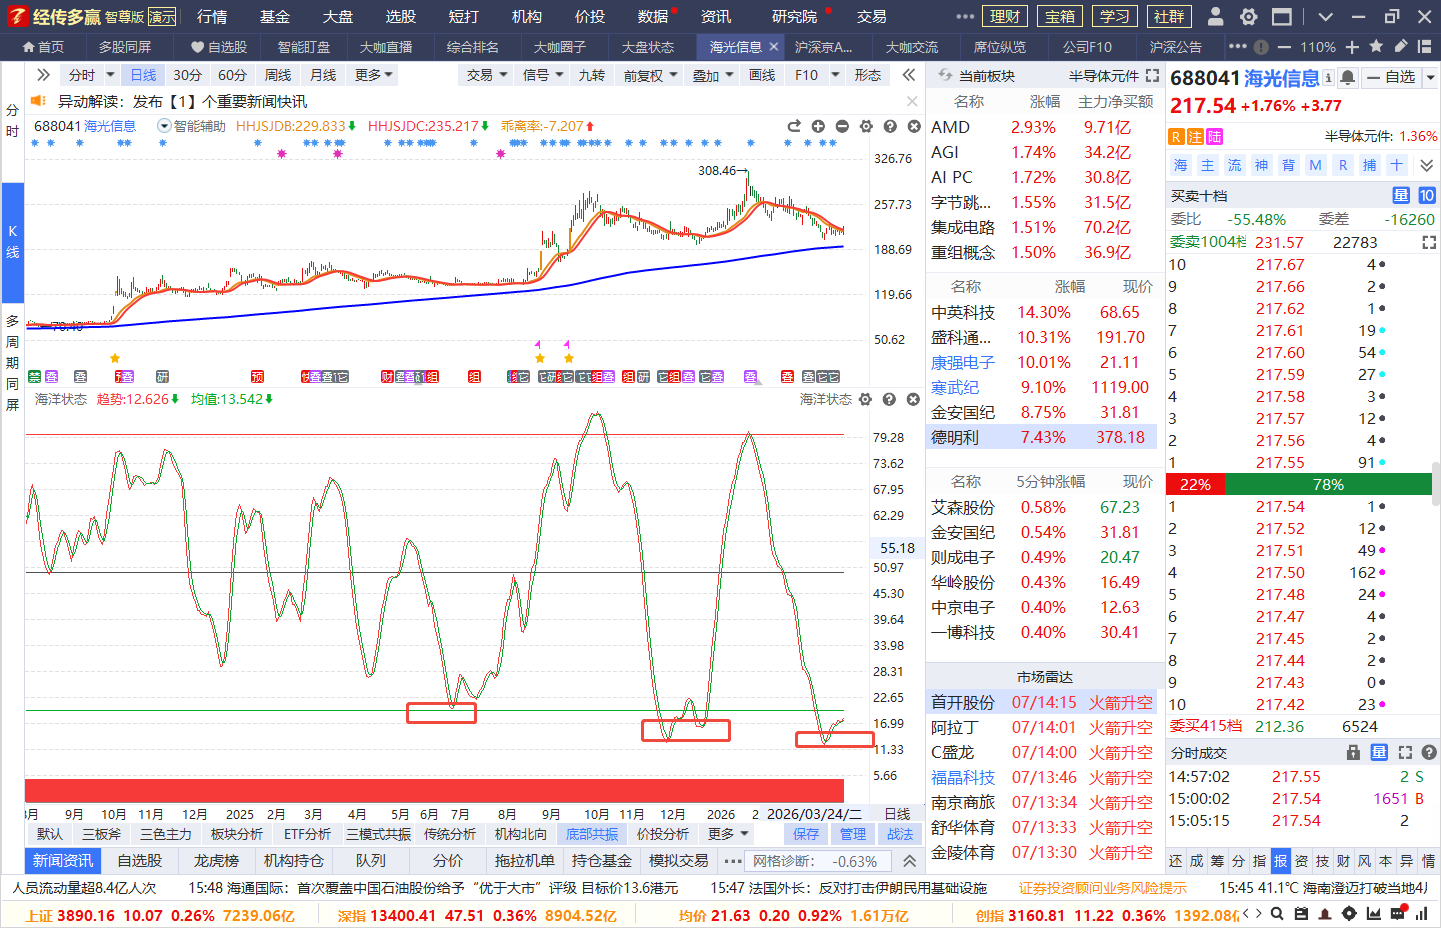 经传多赢 智尊版 演示 行情 基金 大盘 选股 短打 机构 价投 数据 资讯 研究院 交易 理财 宝箱 学习 社群
首页 多股同屏 自选股 智能盯盘 大咖直播 综合排名 大咖圈子 大盘状态 海光信息 沪深京A... 大咖交流 席位纵览 公司F10 沪深公告 110%
分时 日线 30分 60分 周线 月线 更多 交易 信号 九转 前复权 叠加 画线 F10 形态
异动解读：发布【1】个重要新闻快讯
688041 海光信息 智能辅助 HHJSJDB:229.833 HHJSJDC:235.217 乖离率:-7.207
分时
K线
多周期同屏
308.46
326.76
257.73
188.69
119.66
50.62
海洋状态 趋势:12.626 均值:13.542 海洋状态
79.28
73.62
67.95
62.29
55.18
50.97
45.30
39.64
33.98
28.31
22.65
16.99
11.33
5.66
9月 10月 11月 12月 2025 2月 3月 4月 5月 6月 7月 8月 9月 10月 11月 12月 2026 2 2026/03/24/二 日线
默认 三板斧 三色主力 板块分析 ETF分析 三模式共振 传统分析 机构北向 底部共振 价投分析 更多 保存 管理 战法
新闻资讯 自选股 龙虎榜 机构持仓 队列 分价 拖拉机单 持仓基金 模拟交易 网格诊断： -0.63%
当前板块 半导体元件
名称 涨幅 主力净买额
AMD 2.93% 9.71亿
AGI 1.74% 34.2亿
AI PC 1.72% 30.8亿
字节跳... 1.55% 31.5亿
集成电路 1.51% 70.2亿
重组概念 1.50% 36.9亿
名称 涨幅 现价
中英科技 14.30% 68.65
盛科通... 10.31% 191.70
康强电子 10.01% 21.11
寒武纪 9.10% 1119.00
金安国纪 8.75% 31.81
德明利 7.43% 378.18
名称 5分钟涨幅 现价
艾森股份 0.58% 67.23
金安国纪 0.54% 31.81
则成电子 0.49% 20.47
华岭股份 0.43% 16.49
中京电子 0.40% 12.63
一博科技 0.40% 30.41
市场雷达
首开股份 07/14:15 火箭升空
阿拉丁 07/14:01 火箭升空
C盛龙 07/14:00 火箭升空
福晶科技 07/13:46 火箭升空
南京商旅 07/13:34 火箭升空
舒华体育 07/13:33 火箭升空
金陵体育 07/13:30 火箭升空
688041 海光信息 自选
217.54 +1.76% +3.77
R 注 陆 半导体元件: 1.36%
海 主 流 神 背 M R 捕 十
买卖十档 量 10
委比 -55.48% 委差 -16260
委卖1004档 231.57 22783
10 217.67 4
9 217.66 2
8 217.62 1
7 217.61 19
6 217.60 54
5 217.59 27
4 217.58 3
3 217.57 12
2 217.56 4
1 217.55 91
22% 78%
1 217.54 1
2 217.52 12
3 217.51 49
4 217.50 162
5 217.48 24
6 217.47 4
7 217.45 2
8 217.44 2
9 217.43 0
10 217.42 23
委买415档 212.36 6524
分时成交 量
14:57:02 217.55 2 S
15:00:02 217.54 1651 B
15:05:15 217.54 2
还 成 筹 分 指 报 资 技 财 风 本 异 情
人员流动量超8.4亿人次 15:48 海通国际：首次覆盖中国石油股份给予“优于大市”评级 目标价13.6港元 15:47 法国外长：反对打击伊朗民用基础设施 证券投资顾问业务风险提示 15:45 41.1℃ 海南澄迈打破当地4月
上证 3890.16 10.07 0.26% 7239.06亿 深指 13400.41 47.51 0.36% 8904.52亿 均价 21.63 0.20 0.92% 1.61万亿 创指 3160.81 11.22 0.36% 1392.08亿